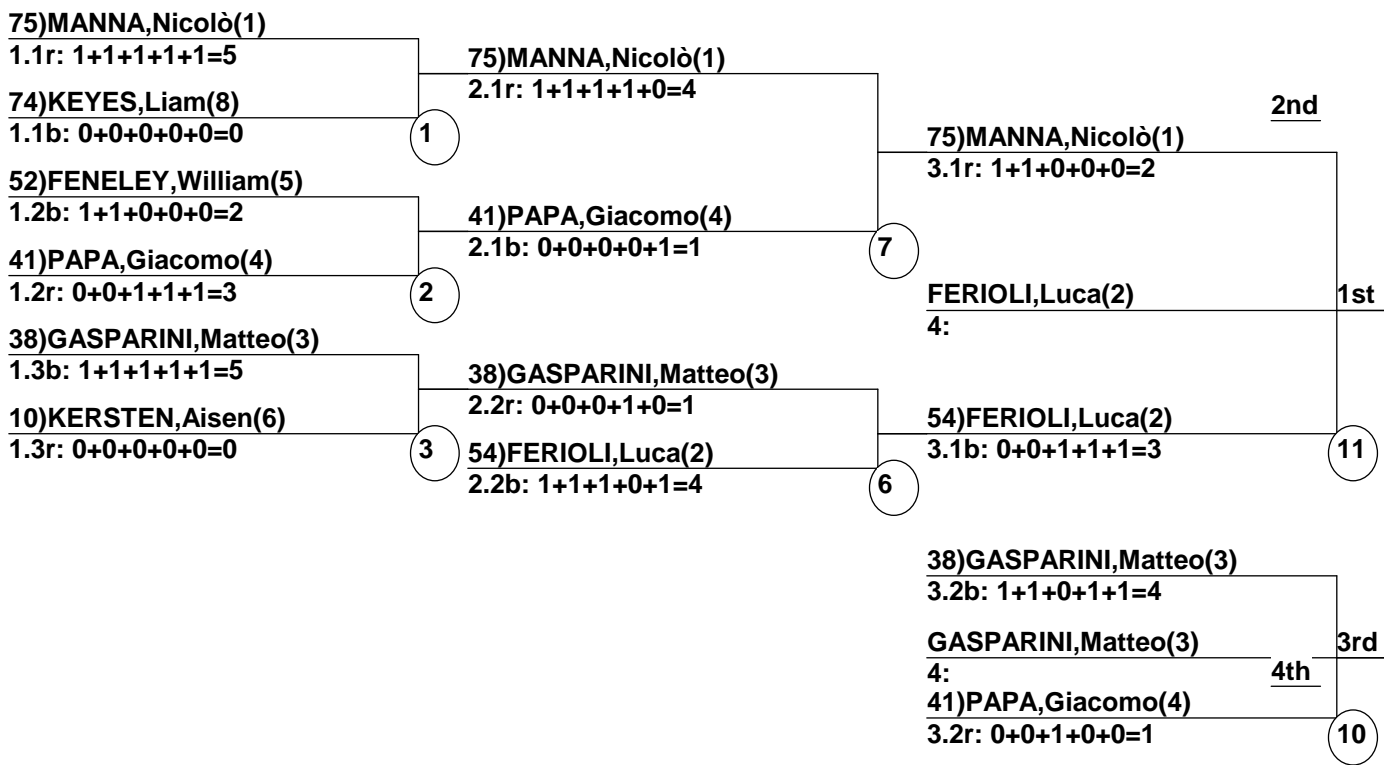 75)MANNA,Nicolò(1)
1.1r: 1+1+1+1+1=5
74)KEYES,Liam(8)
1.1b: 0+0+0+0+0=0
1
52)FENELEY,William(5)
1.2b: 1+1+0+0+0=2
41)PAPA,Giacomo(4)
1.2r: 0+0+1+1+1=3
2
38)GASPARINI,Matteo(3)
1.3b: 1+1+1+1+1=5
10)KERSTEN,Aisen(6)
1.3r: 0+0+0+0+0=0
3
75)MANNA,Nicolò(1)
2.1r: 1+1+1+1+0=4
41)PAPA,Giacomo(4)
2.1b: 0+0+0+0+1=1
7
38)GASPARINI,Matteo(3)
2.2r: 0+0+0+1+0=1
54)FERIOLI,Luca(2)
2.2b: 1+1+1+0+1=4
6
2nd
75)MANNA,Nicolò(1)
3.1r: 1+1+0+0+0=2
FERIOLI,Luca(2)
1st
4:
54)FERIOLI,Luca(2)
3.1b: 0+0+1+1+1=3
11
38)GASPARINI,Matteo(3)
3.2b: 1+1+0+1+1=4
GASPARINI,Matteo(3)
3rd
4:
4th
41)PAPA,Giacomo(4)
3.2r: 0+0+1+0+0=1
10